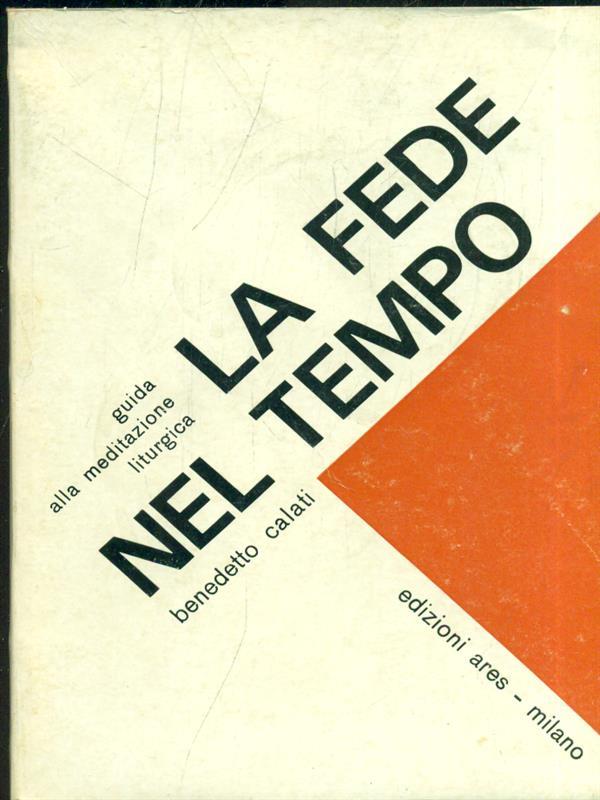 LA FEDE
NEL TEMPO
guida
alla meditazione
liturgica
benedetto calati
edizioni ares - milano